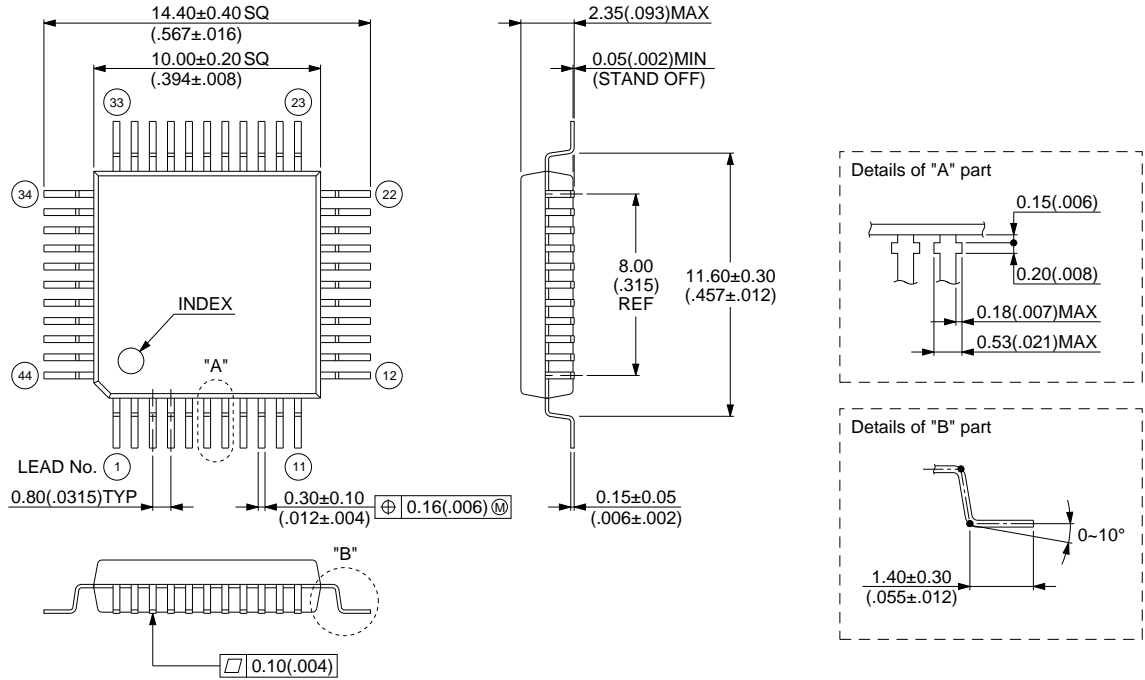 14.40±0.40 SQ
(.567±.016)
10.00±0.20 SQ
(.394±.008)
33
23
34
22
INDEX
"A"
44
12
LEAD No.
1
11
0.80(.0315)TYP
0.30±0.10
(.012±.004)
⌖ 0.16(.006) Ⓜ
"B"
▱ 0.10(.004)
2.35(.093)MAX
0.05(.002)MIN
(STAND OFF)
8.00
(.315)
REF
11.60±0.30
(.457±.012)
0.15±0.05
(.006±.002)
Details of "A" part
0.15(.006)
0.20(.008)
0.18(.007)MAX
0.53(.021)MAX
Details of "B" part
0~10°
1.40±0.30
(.055±.012)